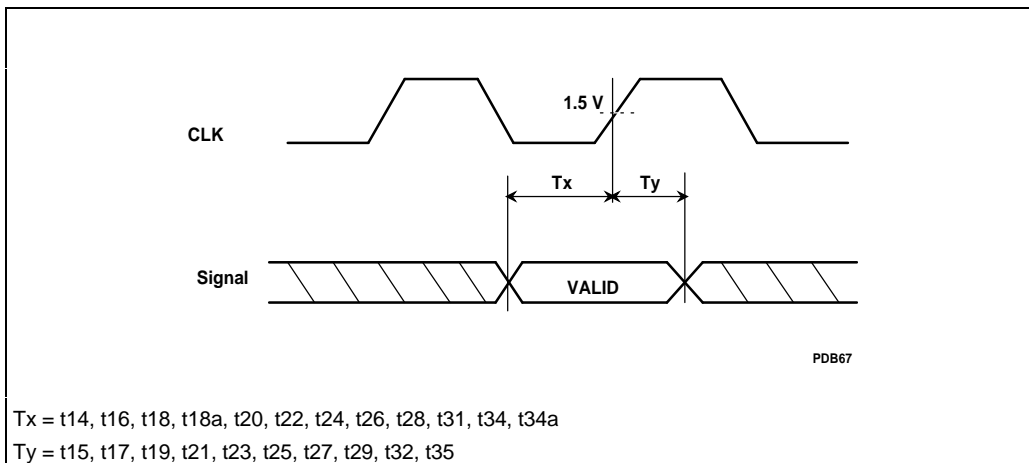 1.5 V
CLK
Tx Ty
Signal
VALID
PDB67
Tx = t14, t16, t18, t18a, t20, t22, t24, t26, t28, t31, t34, t34a
Ty = t15, t17, t19, t21, t23, t25, t27, t29, t32, t35